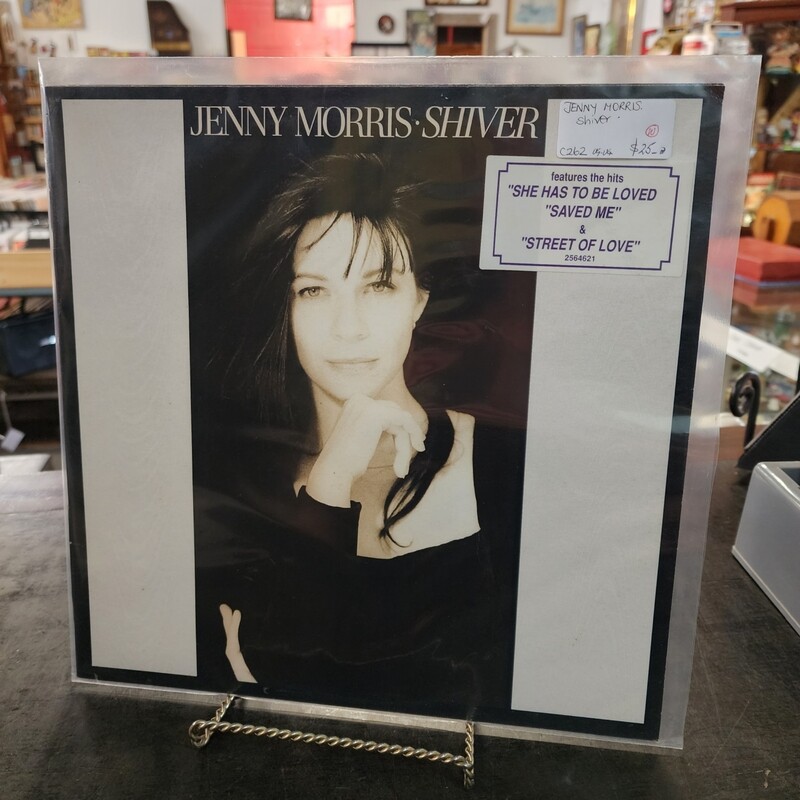 JENNY MORRIS · SHIVER
JENNY MORRIS.
Shiver.
C262
$25
features the hits
"SHE HAS TO BE LOVED
"SAVED ME"
&
"STREET OF LOVE"
2564621